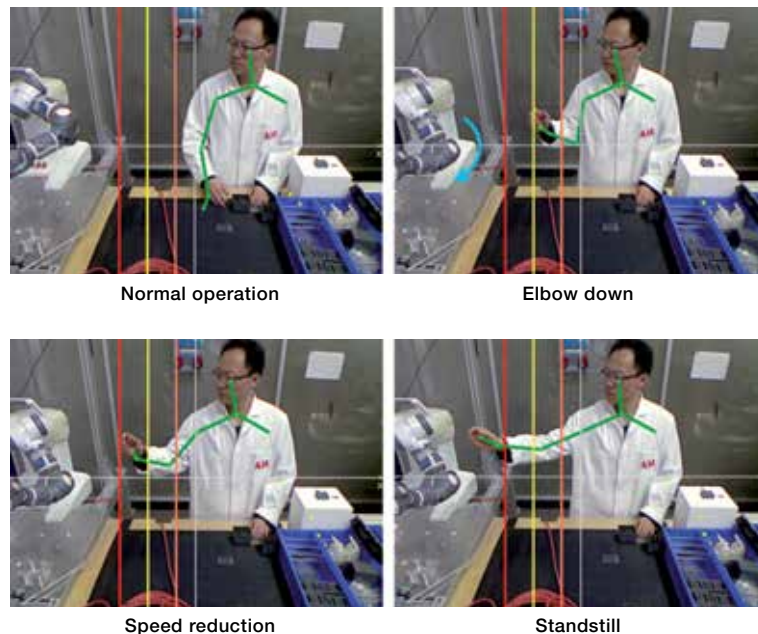 Normal operation
Elbow down
Speed reduction
Standstill